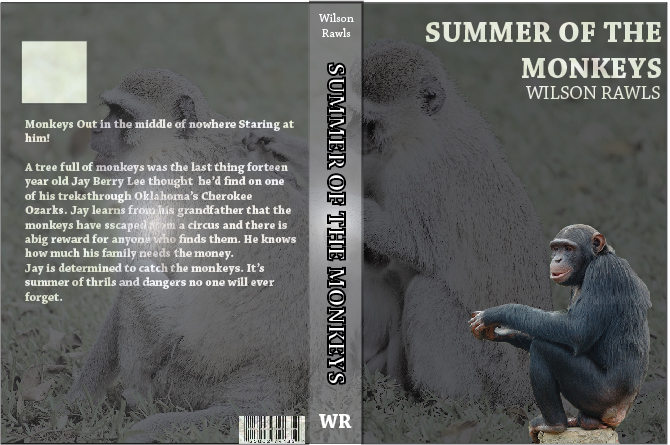 Monkeys Out in the middle of nowhere Staring at
him!
A tree full of monkeys was the last thing forteen
year old Jay Berry Lee thought he'd find on one
of his treksthrough Oklahoma's Cherokee
Ozarks. Jay learns from his grandfather that the
monkeys have sscaped from a circus and there is
abig reward for anyone who finds them. He knows
how much his family needs the money.
Jay is determined to catch the monkeys. It's
summer of thrils and dangers no one will ever
forget.
Wilson
Rawls
SUMMER OF THE MONKEYS
WR
SUMMER OF THE
MONKEYS
WILSON RAWLS